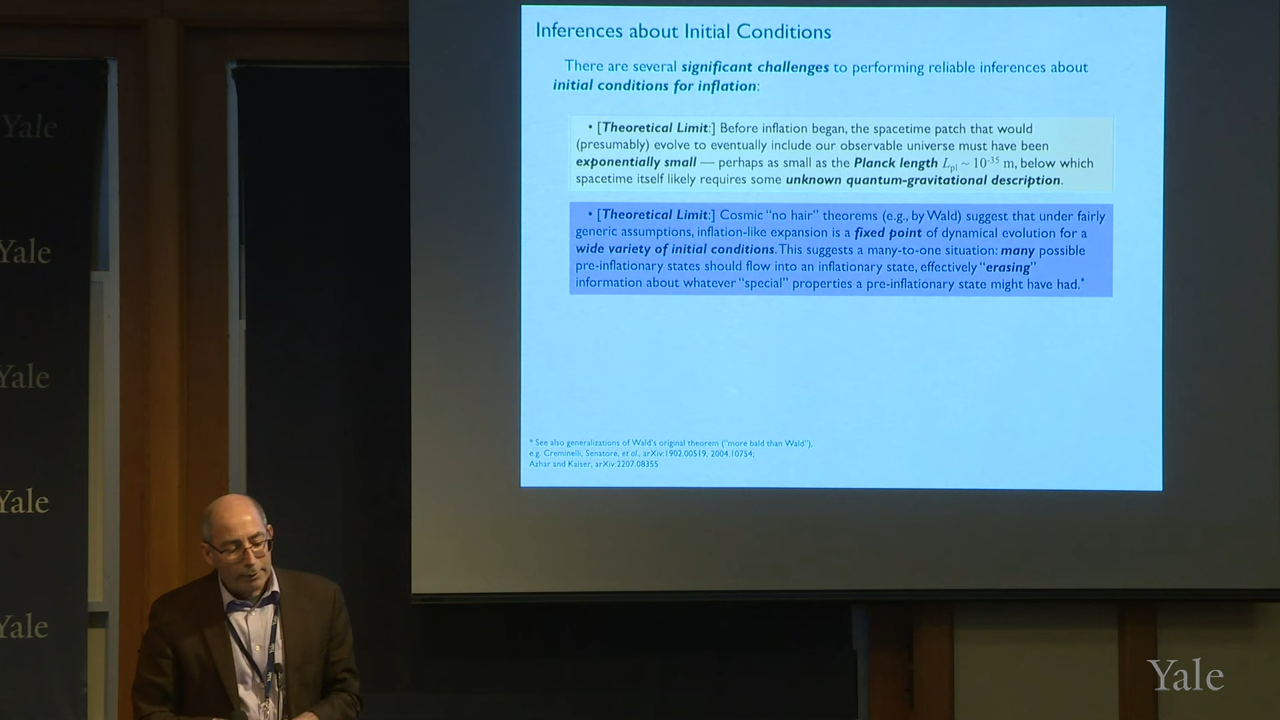 Inferences about Initial Conditions
There are several significant challenges to performing reliable inferences about
initial conditions for inflation:
• [Theoretical Limit:] Before inflation began, the spacetime patch that would
(presumably) evolve to eventually include our observable universe must have been
exponentially small — perhaps as small as the Planck length Lpl ~ 10⁻³⁵ m, below which
spacetime itself likely requires some unknown quantum-gravitational description.
• [Theoretical Limit:] Cosmic "no hair" theorems (e.g., by Wald) suggest that under fairly
generic assumptions, inflation-like expansion is a fixed point of dynamical evolution for a
wide variety of initial conditions. This suggests a many-to-one situation: many possible
pre-inflationary states should flow into an inflationary state, effectively "erasing"
information about whatever "special" properties a pre-inflationary state might have had.*
* See also generalizations of Wald's original theorem ("more bald than Wald"),
e.g. Creminelli, Senatore, et al., arXiv:1902.00519, 2004.10754;
Azhar and Kaiser, arXiv:2207.08355
Yale
Yale
Yale
Yale
Yale
Yale